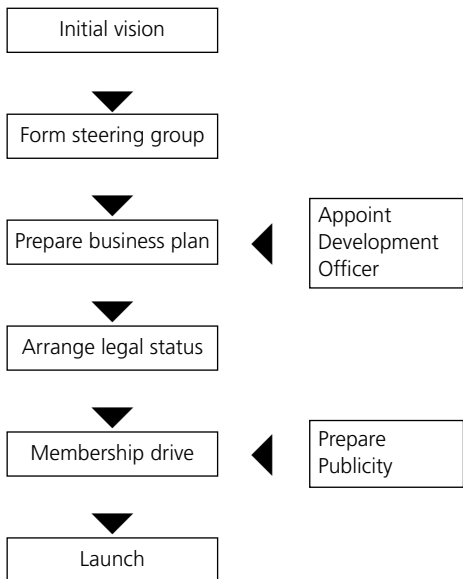 Initial vision
Form steering group
Prepare business plan
Appoint
Development
Officer
Arrange legal status
Membership drive
Prepare
Publicity
Launch